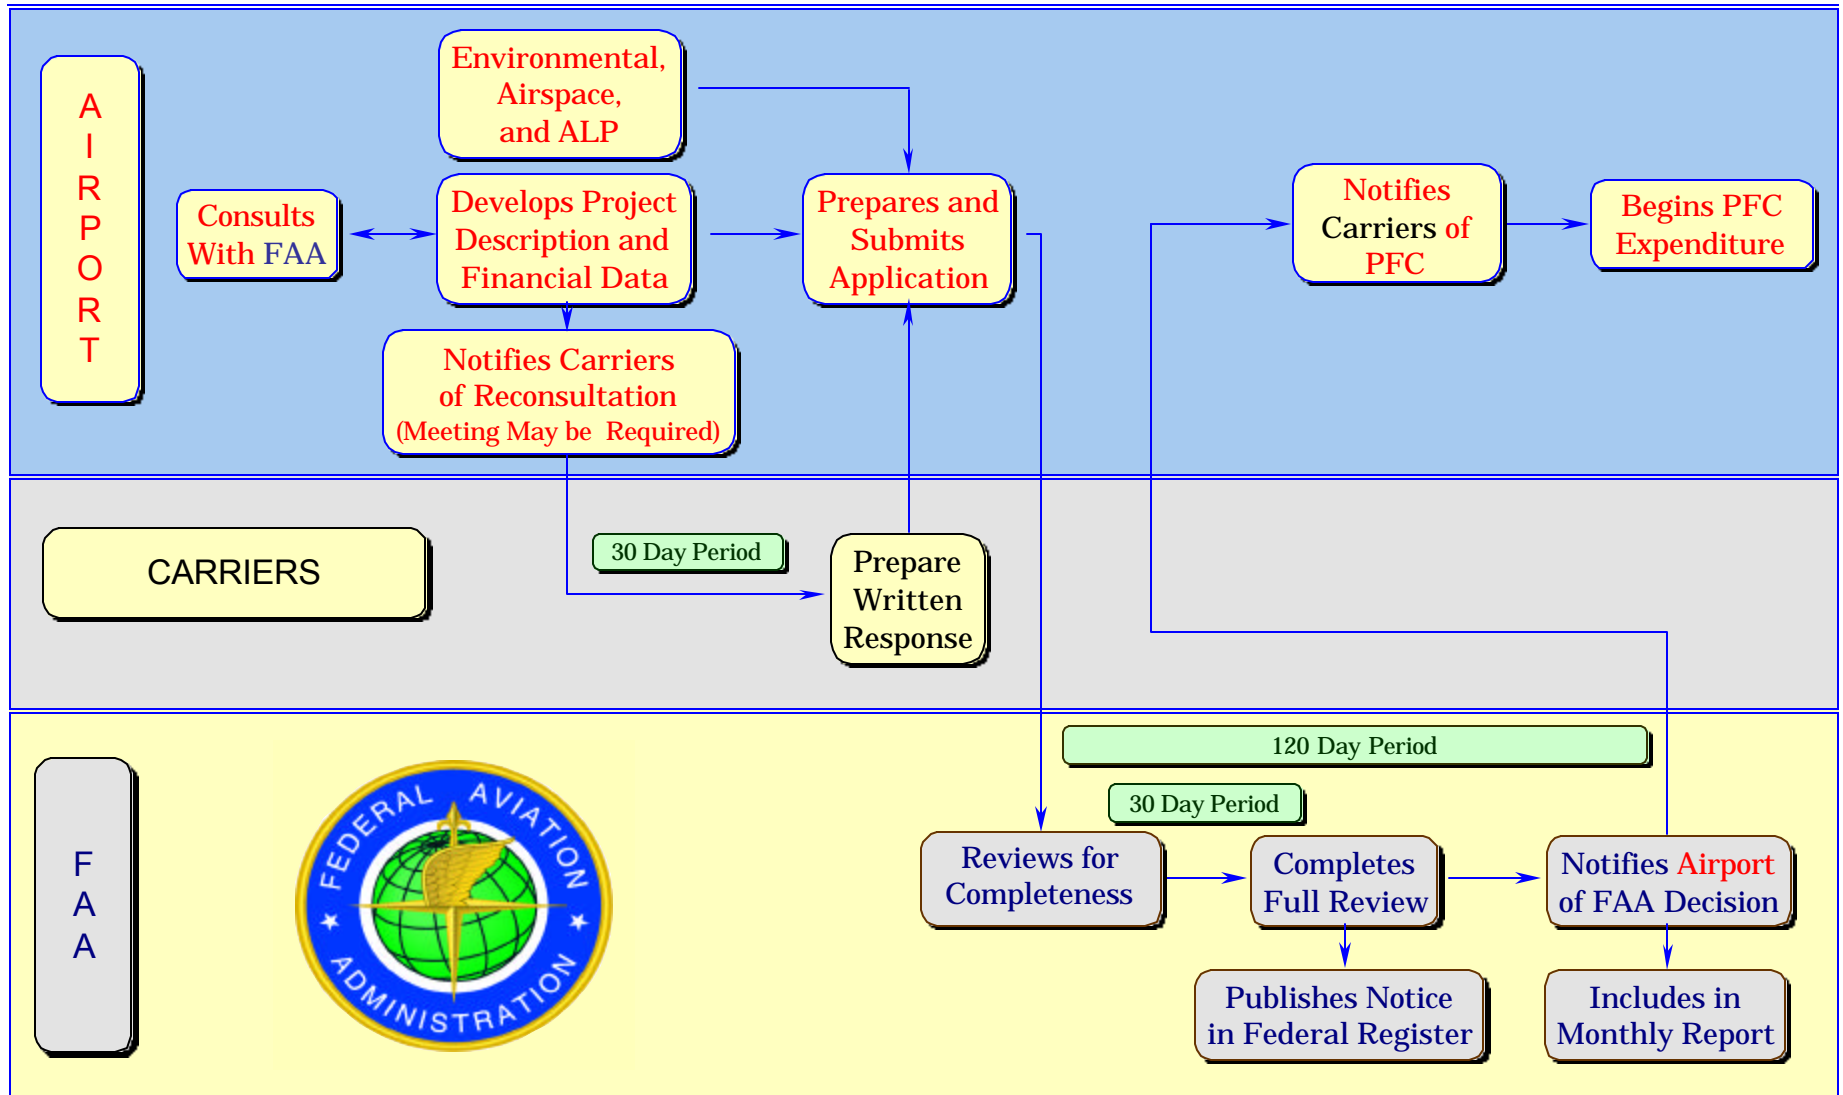 AIRPORT
Environmental,
Airspace,
and ALP
Consults
With FAA
Develops Project
Description and
Financial Data
Prepares and
Submits
Application
Notifies
Carriers of
PFC
Begins PFC
Expenditure
Notifies Carriers
of Reconsultation
(Meeting May be Required)
CARRIERS
30 Day Period
Prepare
Written
Response
FAA
FEDERAL AVIATION
ADMINISTRATION
120 Day Period
30 Day Period
Reviews for
Completeness
Completes
Full Review
Notifies Airport
of FAA Decision
Publishes Notice
in Federal Register
Includes in
Monthly Report